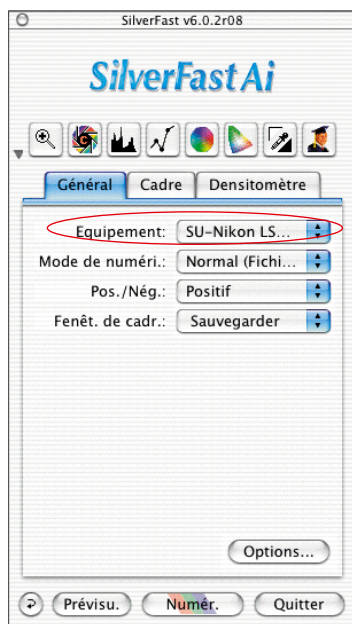 SilverFast v6.0.2r08
SilverFast Ai
Général Cadre Densitomètre
Equipement: SU-Nikon LS...
Mode de numéri.: Normal (Fichi...
Pos./Nég.: Positif
Fenêt. de cadr.: Sauvegarder
Options...
Prévisu. Numér. Quitter